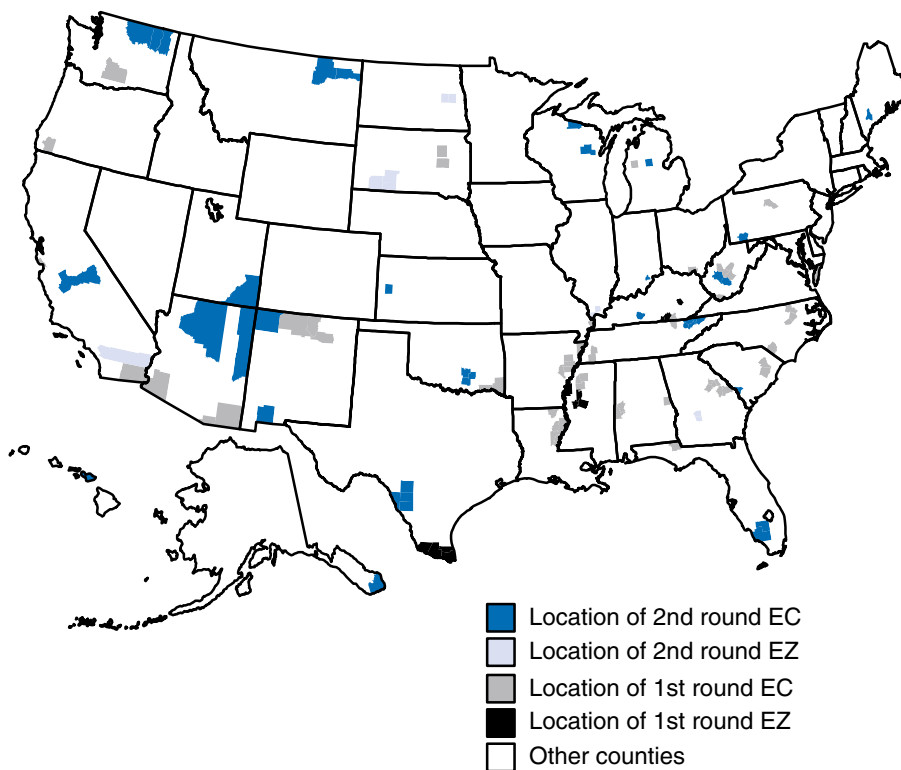 Location of 2nd round EC
Location of 2nd round EZ
Location of 1st round EC
Location of 1st round EZ
Other counties